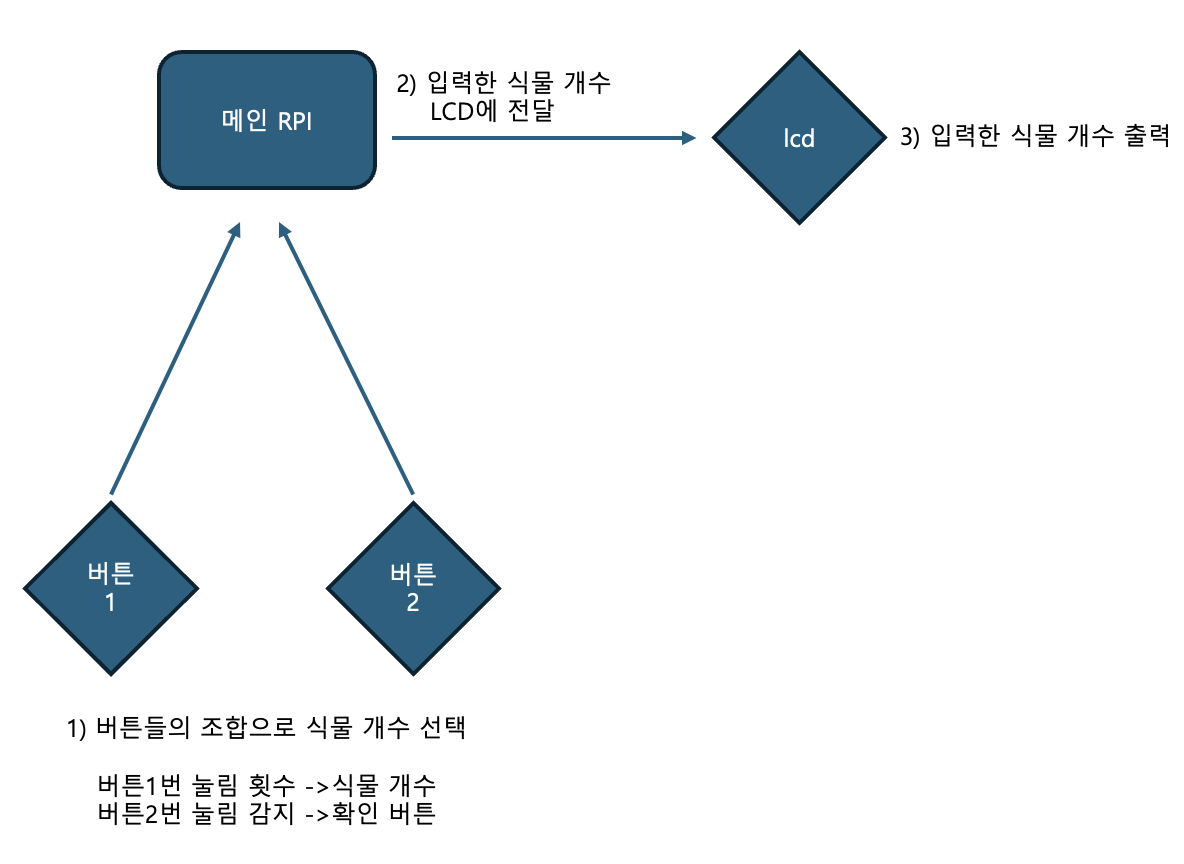 메인 RPI
2) 입력한 식물 개수
LCD에 전달
lcd
3) 입력한 식물 개수 출력
버튼
1
버튼
2
1) 버튼들의 조합으로 식물 개수 선택
버튼1번 눌림 횟수 ->식물 개수
버튼2번 눌림 감지 ->확인 버튼